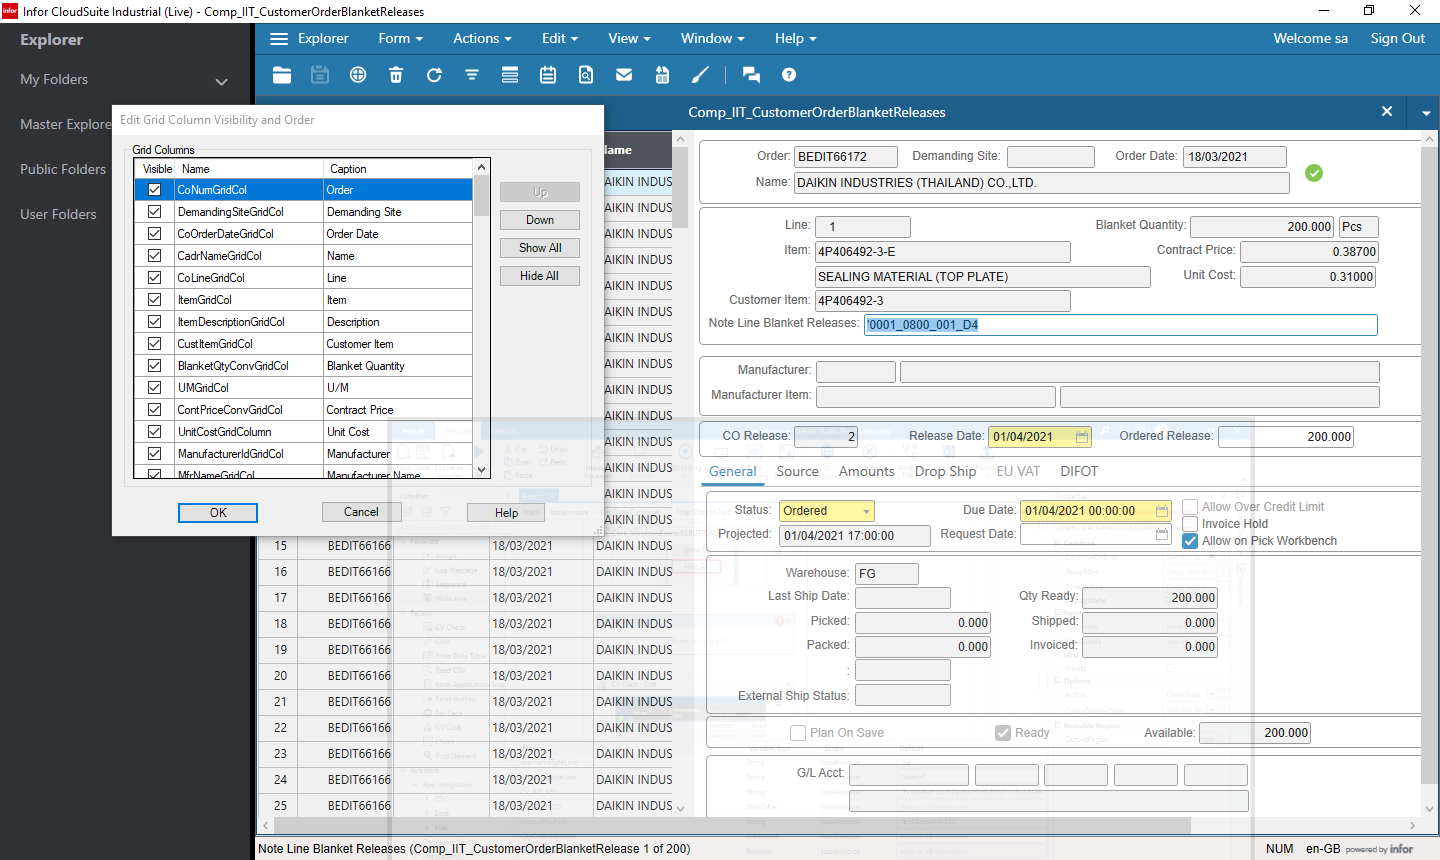 infor Infor CloudSuite Industrial (Live) - Comp_IIT_CustomerOrderBlanketReleases
Explorer
My Folders
Master Explore
Public Folders
User Folders
Explorer Form Actions Edit View Window Help Welcome sa Sign Out
Comp_IIT_CustomerOrderBlanketReleases
Edit Grid Column Visibility and Order
Grid Columns
Visible Name Caption
CoNumGridCol Order
DemandingSiteGridCol Demanding Site
CoOrderDateGridCol Order Date
CadrNameGridCol Name
CoLineGridCol Line
ItemGridCol Item
ItemDescriptionGridCol Description
CustItemGridCol Customer Item
BlanketQtyConvGridCol Blanket Quantity
UMGridCol U/M
ContPriceConvGridCol Contract Price
UnitCostGridColumn Unit Cost
ManufacturerIdGridCol Manufacturer
MfrNameGridCol Manufacturer Name
Up
Down
Show All
Hide All
OK Cancel Help
lame
AIKIN INDUS
AIKIN INDUS
AIKIN INDUS
AIKIN INDUS
AIKIN INDUS
AIKIN INDUS
AIKIN INDUS
AIKIN INDUS
AIKIN INDUS
AIKIN INDUS
AIKIN INDUS
AIKIN INDUS
AIKIN INDUS
AIKIN INDUS
15 BEDIT66166 18/03/2021 DAIKIN INDUS
16 BEDIT66166 18/03/2021 DAIKIN INDUS
17 BEDIT66166 18/03/2021 DAIKIN INDUS
18 BEDIT66166 18/03/2021 DAIKIN INDUS
19 BEDIT66166 18/03/2021 DAIKIN INDUS
20 BEDIT66166 18/03/2021 DAIKIN INDUS
21 BEDIT66166 18/03/2021 DAIKIN INDUS
22 BEDIT66166 18/03/2021 DAIKIN INDUS
23 BEDIT66166 18/03/2021 DAIKIN INDUS
24 BEDIT66166 18/03/2021 DAIKIN INDUS
25 BEDIT66166 18/03/2021 DAIKIN INDUS
Order: BEDIT66172 Demanding Site: Order Date: 18/03/2021
Name: DAIKIN INDUSTRIES (THAILAND) CO.,LTD.
Line: 1 Blanket Quantity: 200.000 Pcs
Item: 4P406492-3-E Contract Price: 0.38700
SEALING MATERIAL (TOP PLATE) Unit Cost: 0.31000
Customer Item: 4P406492-3
Note Line Blanket Releases: '0001_0800_001_D4
Manufacturer:
Manufacturer Item:
CO Release: 2 Release Date: 01/04/2021 Ordered Release: 200.000
General Source Amounts Drop Ship EU VAT DIFOT
Status: Ordered Due Date: 01/04/2021 00:00:00 Allow Over Credit Limit
Invoice Hold
Projected: 01/04/2021 17:00:00 Request Date: Allow on Pick Workbench
Warehouse: FG
Last Ship Date: Qty Ready: 200.000
Picked: 0.000 Shipped: 0.000
Packed: 0.000 Invoiced: 0.000
:
External Ship Status:
Plan On Save Ready Available: 200.000
G/L Acct:
Note Line Blanket Releases (Comp_IIT_CustomerOrderBlanketRelease 1 of 200) NUM en-GB powered by infor